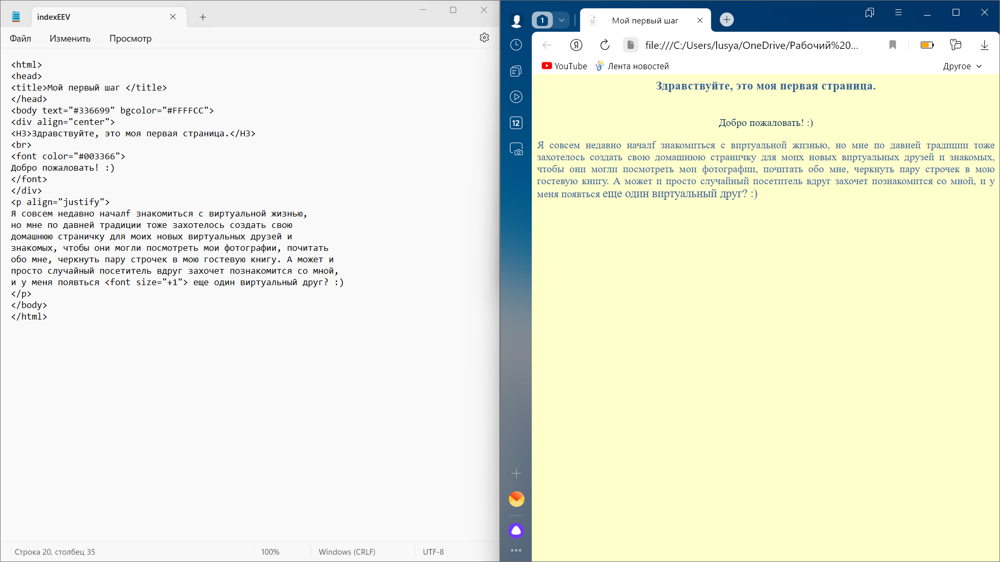 indexEEV
Файл Изменить Просмотр
<html>
<head>
<title>Мой первый шаг </title>
</head>
<body text="#336699" bgcolor="#FFFFCC">
<div align="center">
<H3>Здравствуйте, это моя первая страница.</H3>
<br>
<font color="#003366">
Добро пожаловать! :)
</font>
</div>
<p align="justify">
Я совсем недавно началf знакомиться с виртуальной жизнью,
но мне по давней традиции тоже захотелось создать свою
домашнюю страничку для моих новых виртуальных друзей и
знакомых, чтобы они могли посмотреть мои фотографии, почитать
обо мне, черкнуть пару строчек в мою гостевую книгу. А может и
просто случайный посетитель вдруг захочет познакомится со мной,
и у меня появться <font size="+1"> еще один виртуальный друг? :)
</p>
</body>
</html>
Строка 20, столбец 35 100% Windows (CRLF) UTF-8
1 Мой первый шаг
Я file:///C:/Users/lusya/OneDrive/Рабочий%20...
YouTube Лента новостей Другое
12
Здравствуйте, это моя первая страница.
Добро пожаловать! :)
Я совсем недавно началf знакомиться с виртуальной жизнью, но мне по давней традиции тоже
захотелось создать свою домашнюю страничку для моих новых виртуальных друзей и знакомых,
чтобы они могли посмотреть мои фотографии, почитать обо мне, черкнуть пару строчек в мою
гостевую книгу. А может и просто случайный посетитель вдруг захочет познакомится со мной, и у
меня появться еще один виртуальный друг? :)